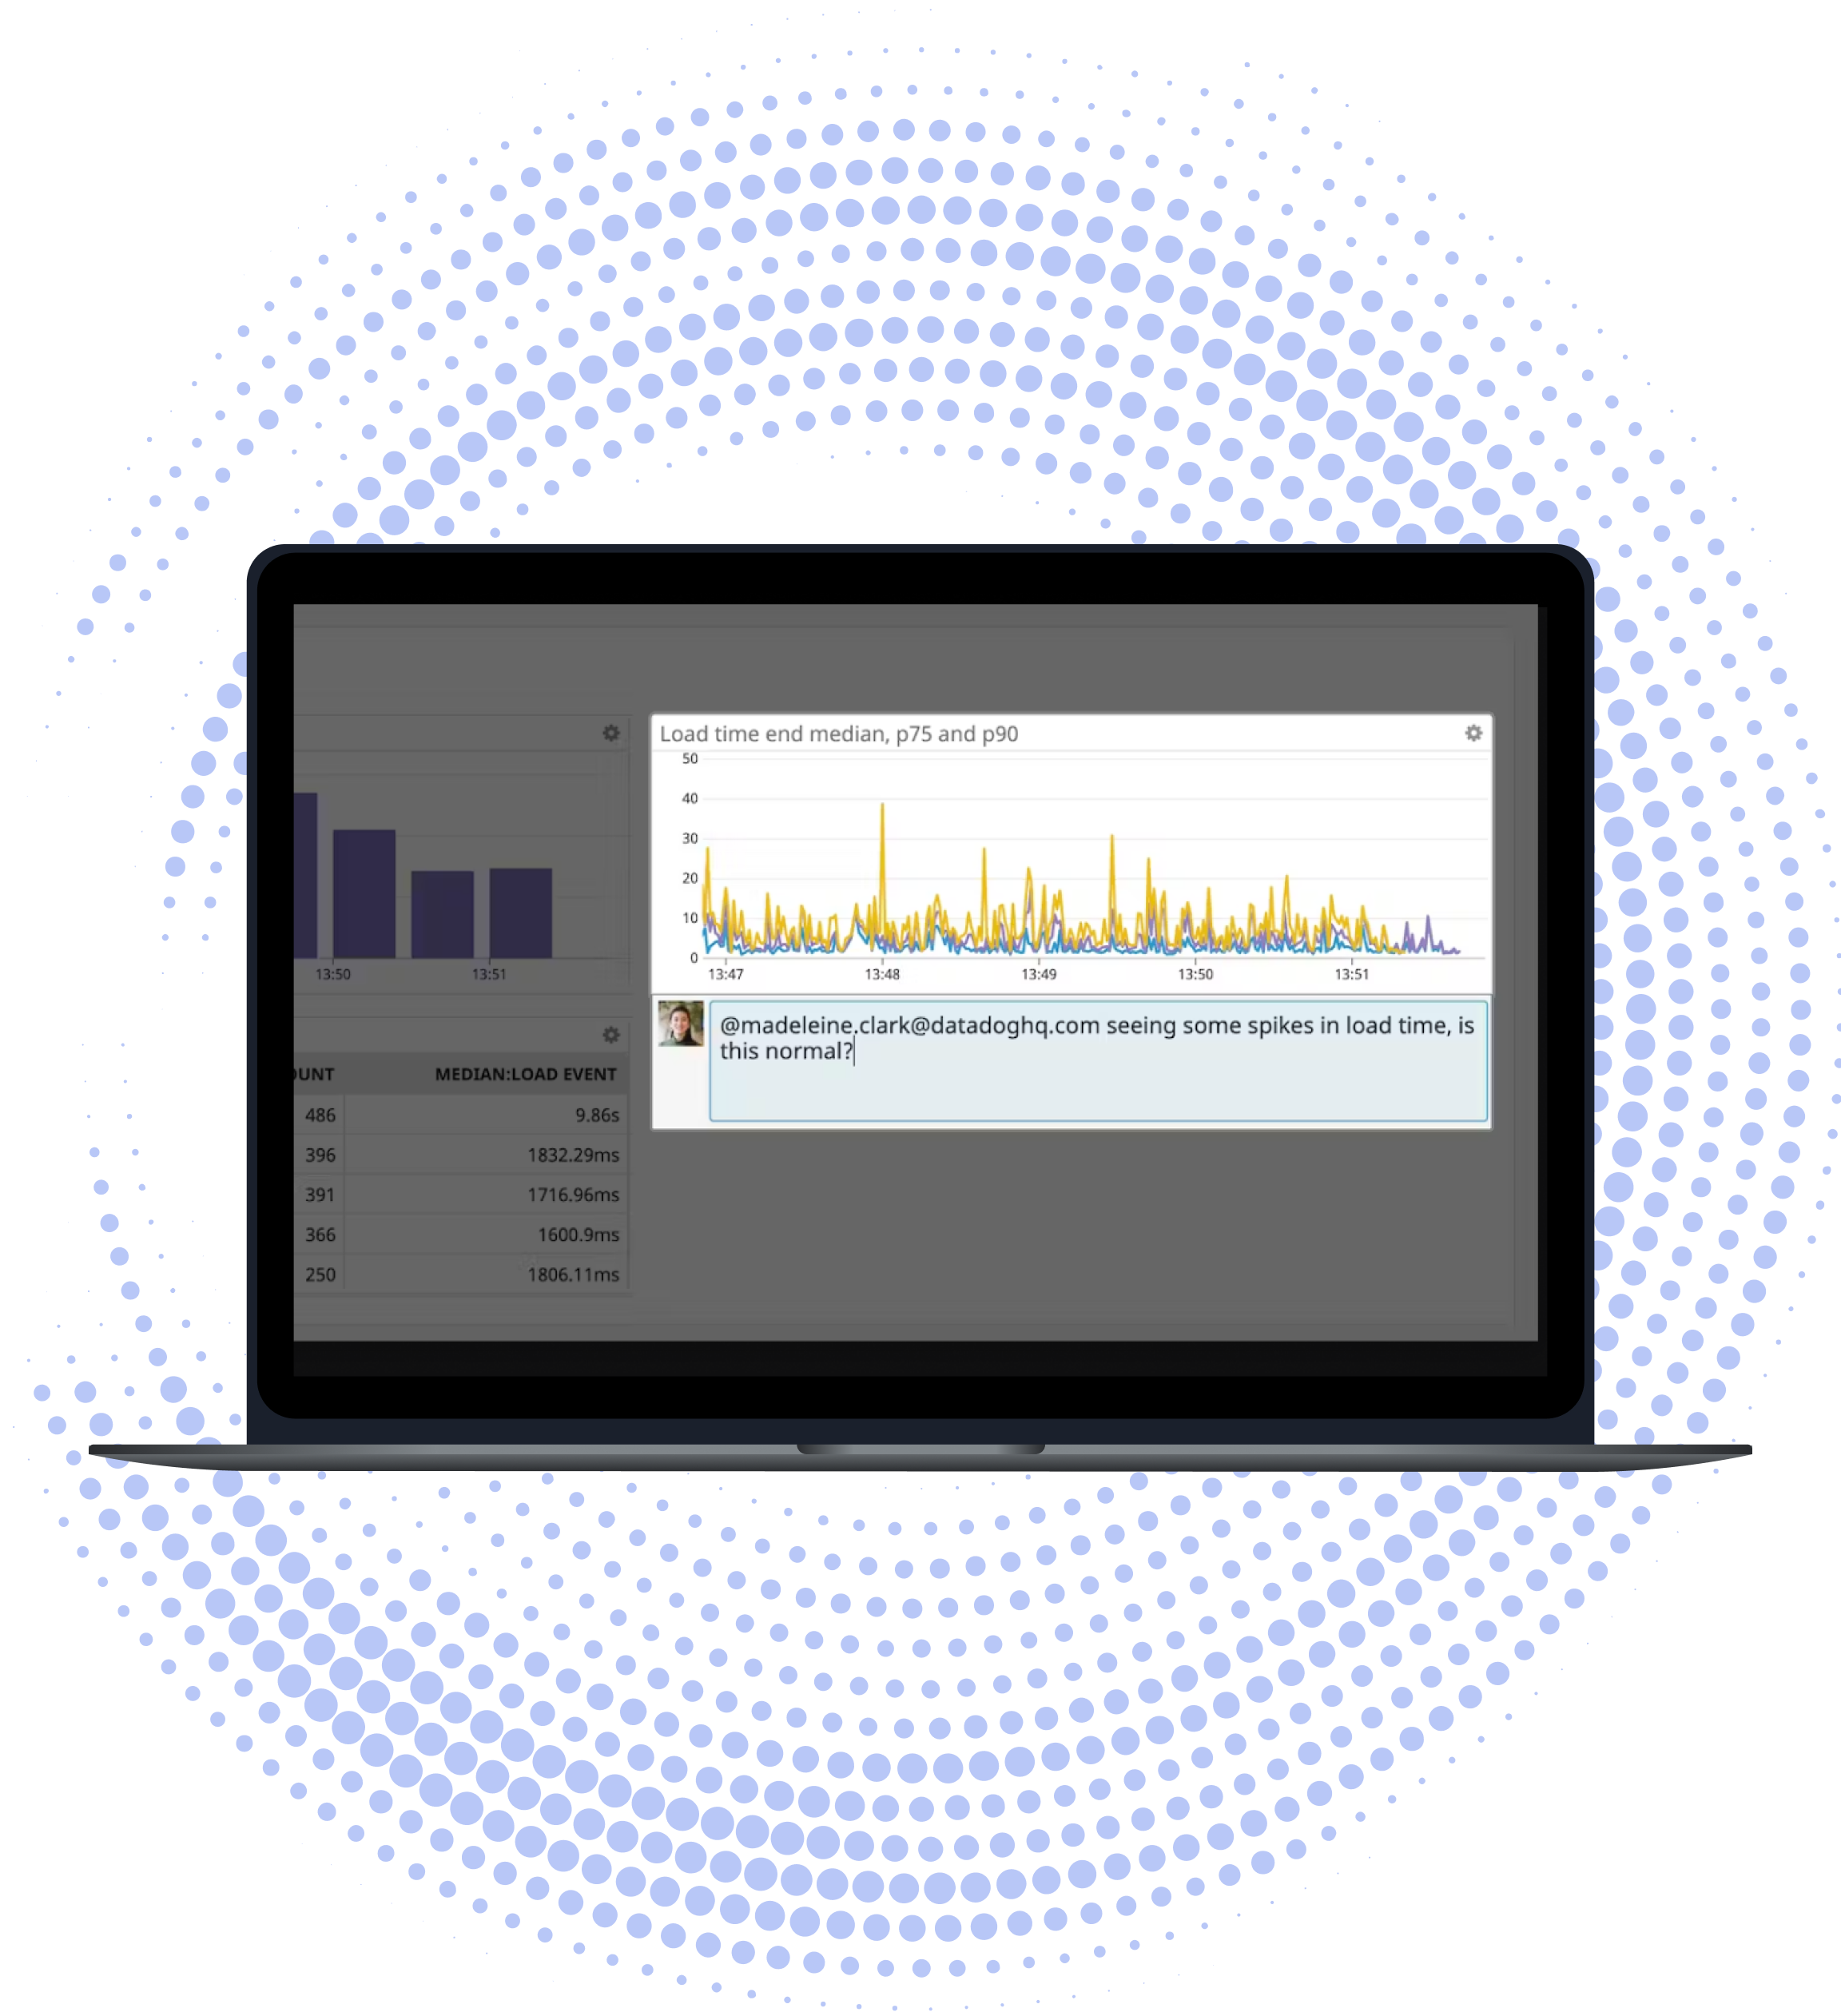 Load time end median, p75 and p90
50
40
30
20
10
0
13:47 13:48 13:49 13:50 13:51
@madeleine.clark@datadoghq.com seeing some spikes in load time, is
this normal?
13:50 13:51
OUNT MEDIAN:LOAD EVENT
486 9.86s
396 1832.29ms
391 1716.96ms
366 1600.9ms
250 1806.11ms